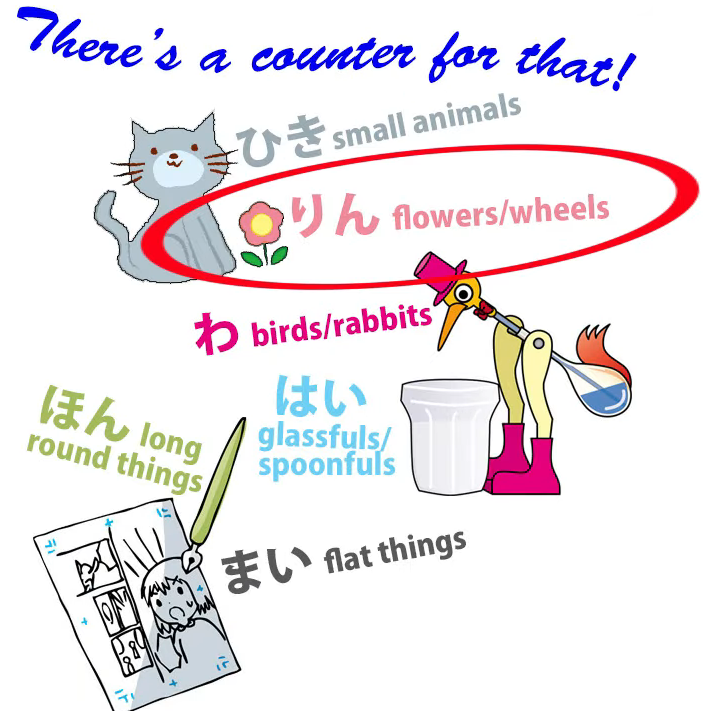 There's a counter for that!
ひき small animals
りん flowers/wheels
わ birds/rabbits
ほん long
round things
はい
glassfuls/
spoonfuls
まい flat things